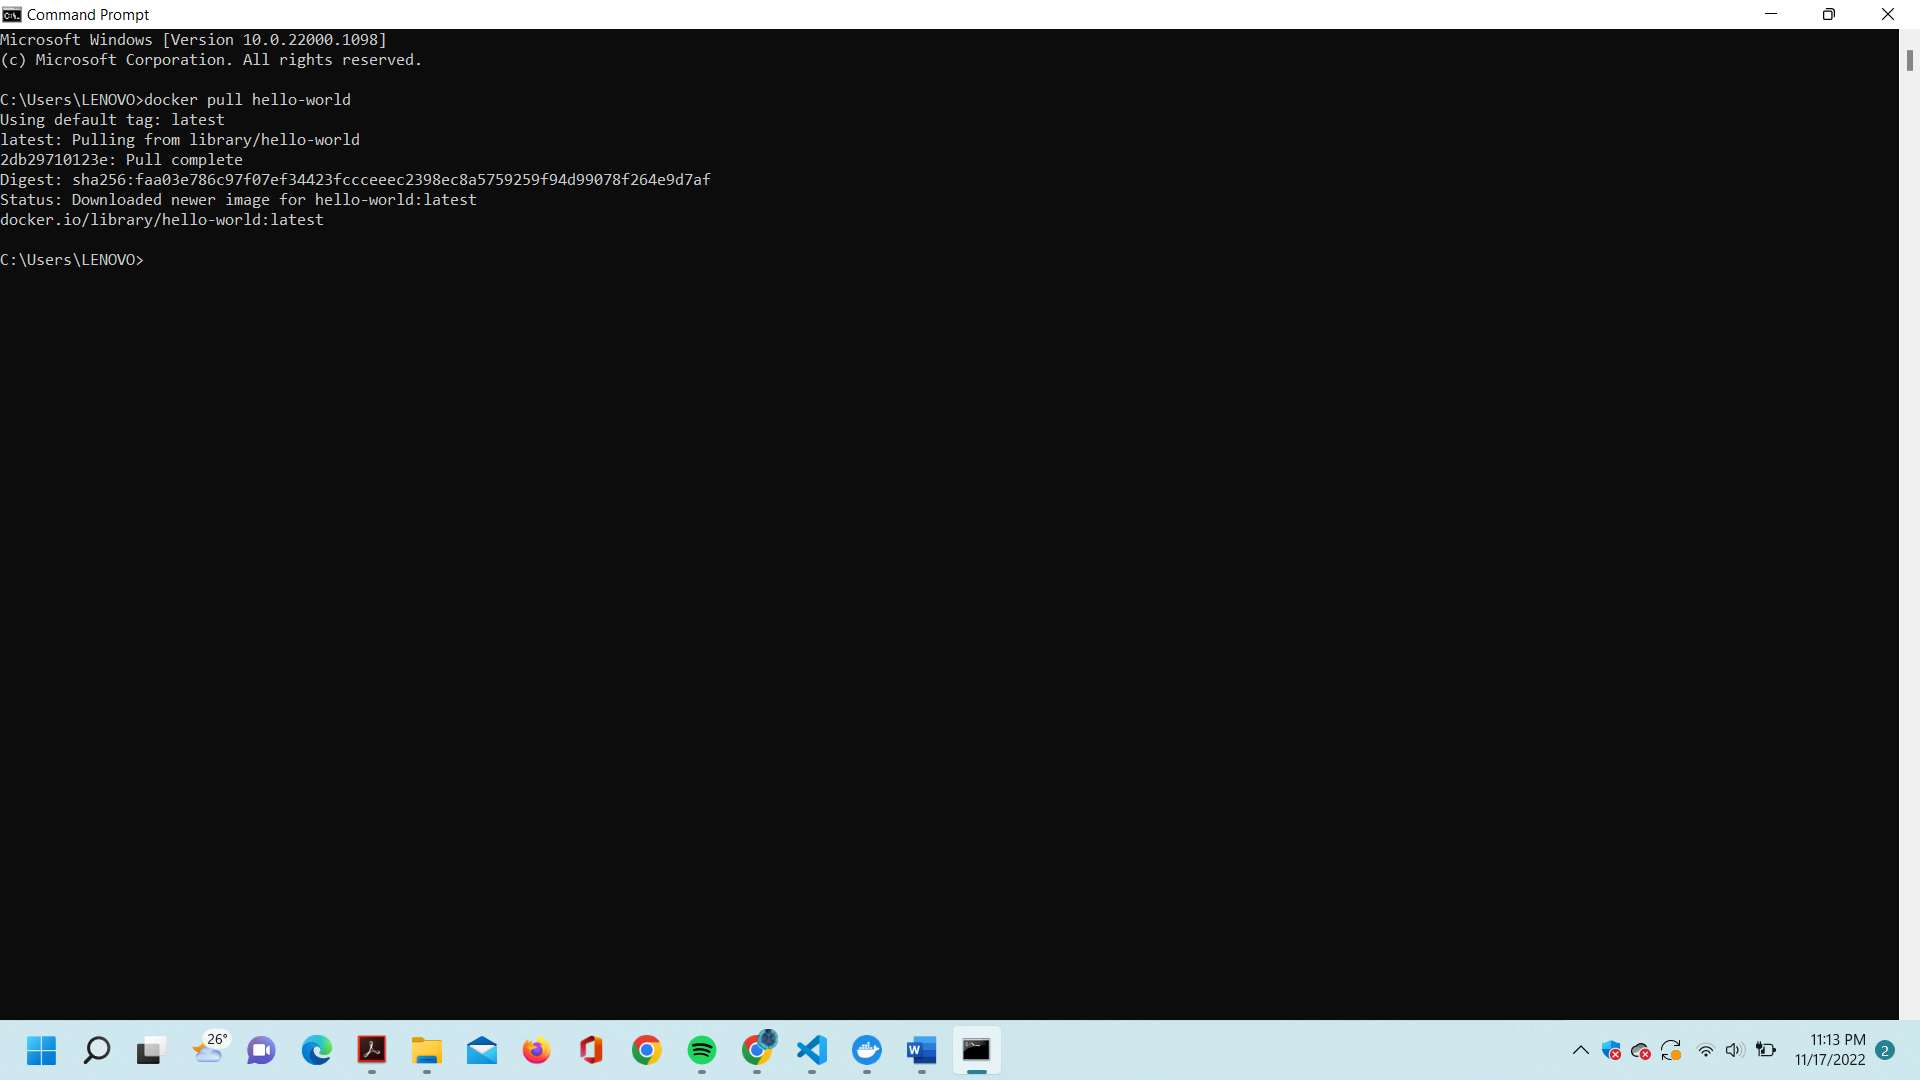 Command Prompt
Microsoft Windows [Version 10.0.22000.1098]
(c) Microsoft Corporation. All rights reserved.
C:\Users\LENOVO>docker pull hello-world
Using default tag: latest
latest: Pulling from library/hello-world
2db29710123e: Pull complete
Digest: sha256:faa03e786c97f07ef34423fccceeec2398ec8a5759259f94d99078f264e9d7af
Status: Downloaded newer image for hello-world:latest
docker.io/library/hello-world:latest
C:\Users\LENOVO>
26°
11:13 PM
11/17/2022
2